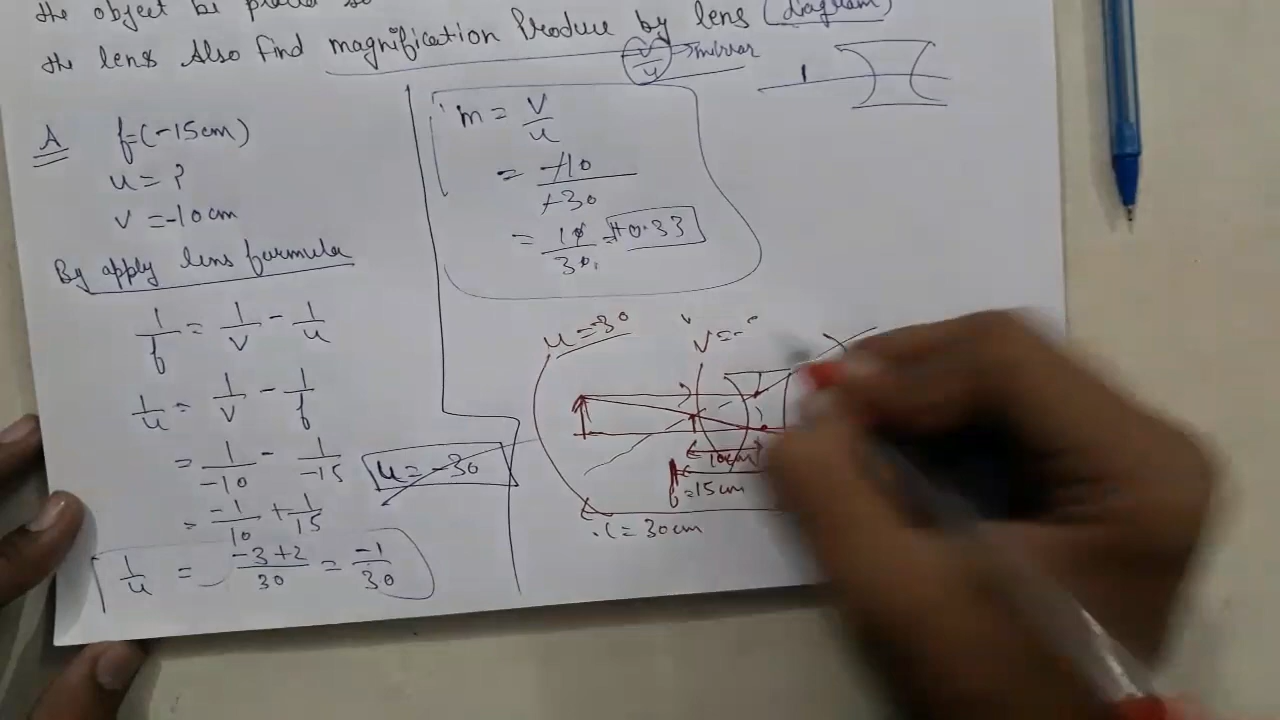 the object be placed
the lens Also find magnification Produce by lens (diagram)
v/u → mirror
A f=(-15cm)
u = ?
v = -10cm
By apply lens formula
1/f = 1/v - 1/u
1/u = 1/v - 1/f
= 1/-10 - 1/-15
= -1/10 + 1/15
1/u = -3+2/30 = -1/30
u = -30
m = v/u
= -10/-30
= 10/30 = +0.33
u = -30
v = -
10cm
f = 15cm
= 30cm